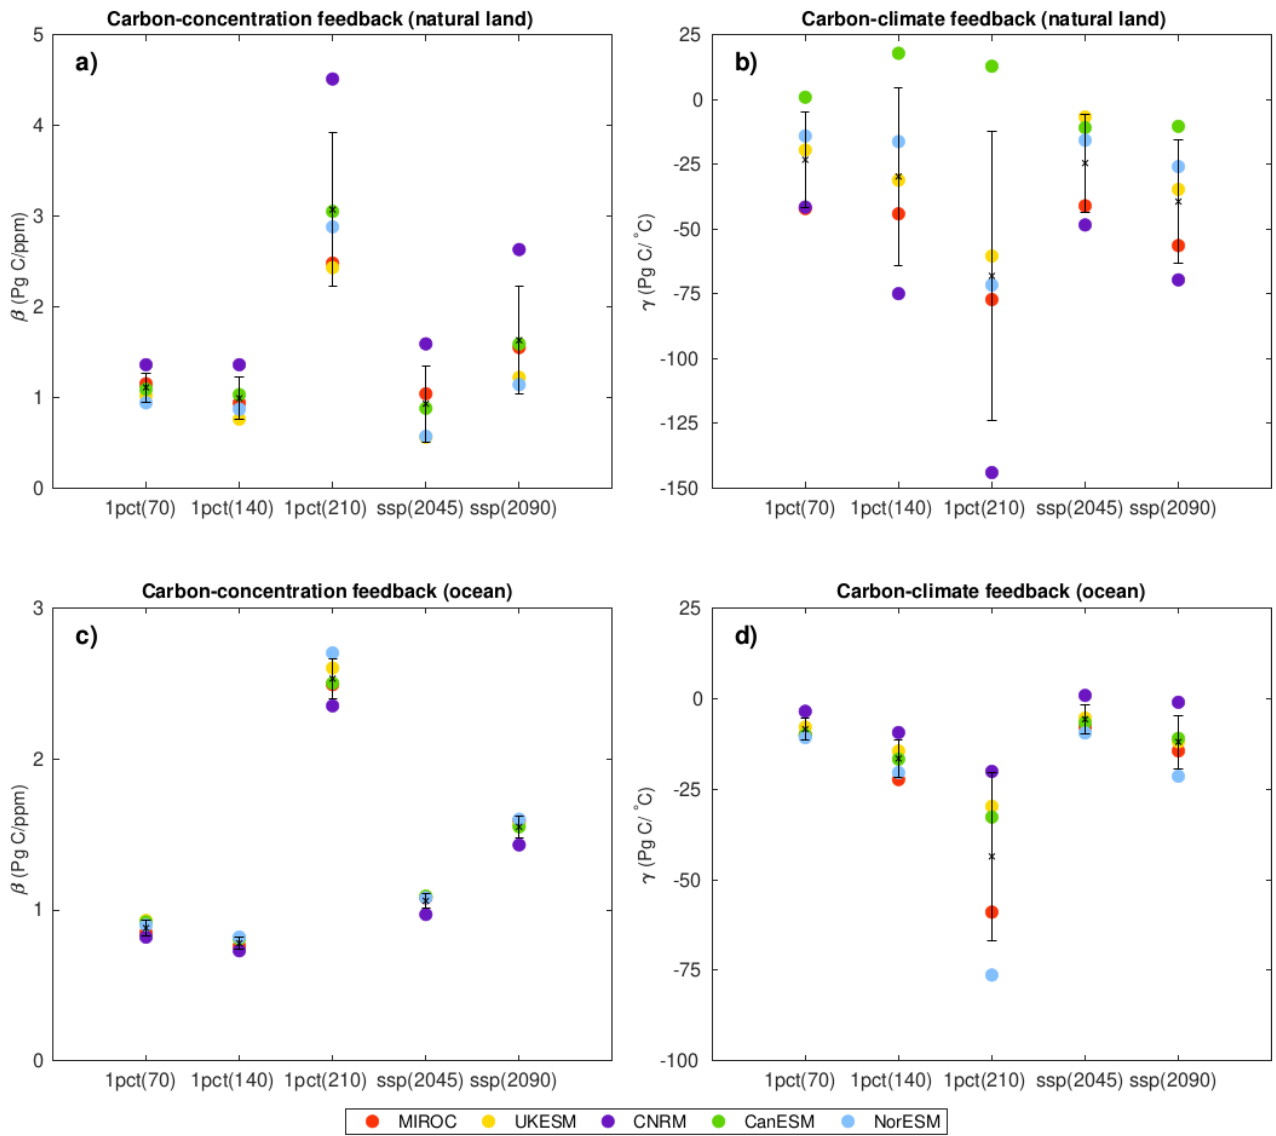 Carbon-concentration feedback (natural land)
a)
5
4
3
2
1
0
β (Pg C/ppm)
1pct(70) 1pct(140) 1pct(210) ssp(2045) ssp(2090)
Carbon-climate feedback (natural land)
b)
25
0
-25
-50
-75
-100
-125
-150
γ (Pg C/ °C)
1pct(70) 1pct(140) 1pct(210) ssp(2045) ssp(2090)
Carbon-concentration feedback (ocean)
c)
3
2
1
0
β (Pg C/ppm)
1pct(70) 1pct(140) 1pct(210) ssp(2045) ssp(2090)
Carbon-climate feedback (ocean)
d)
25
0
-25
-50
-75
-100
γ (Pg C/ °C)
1pct(70) 1pct(140) 1pct(210) ssp(2045) ssp(2090)
MIROC UKESM CNRM CanESM NorESM